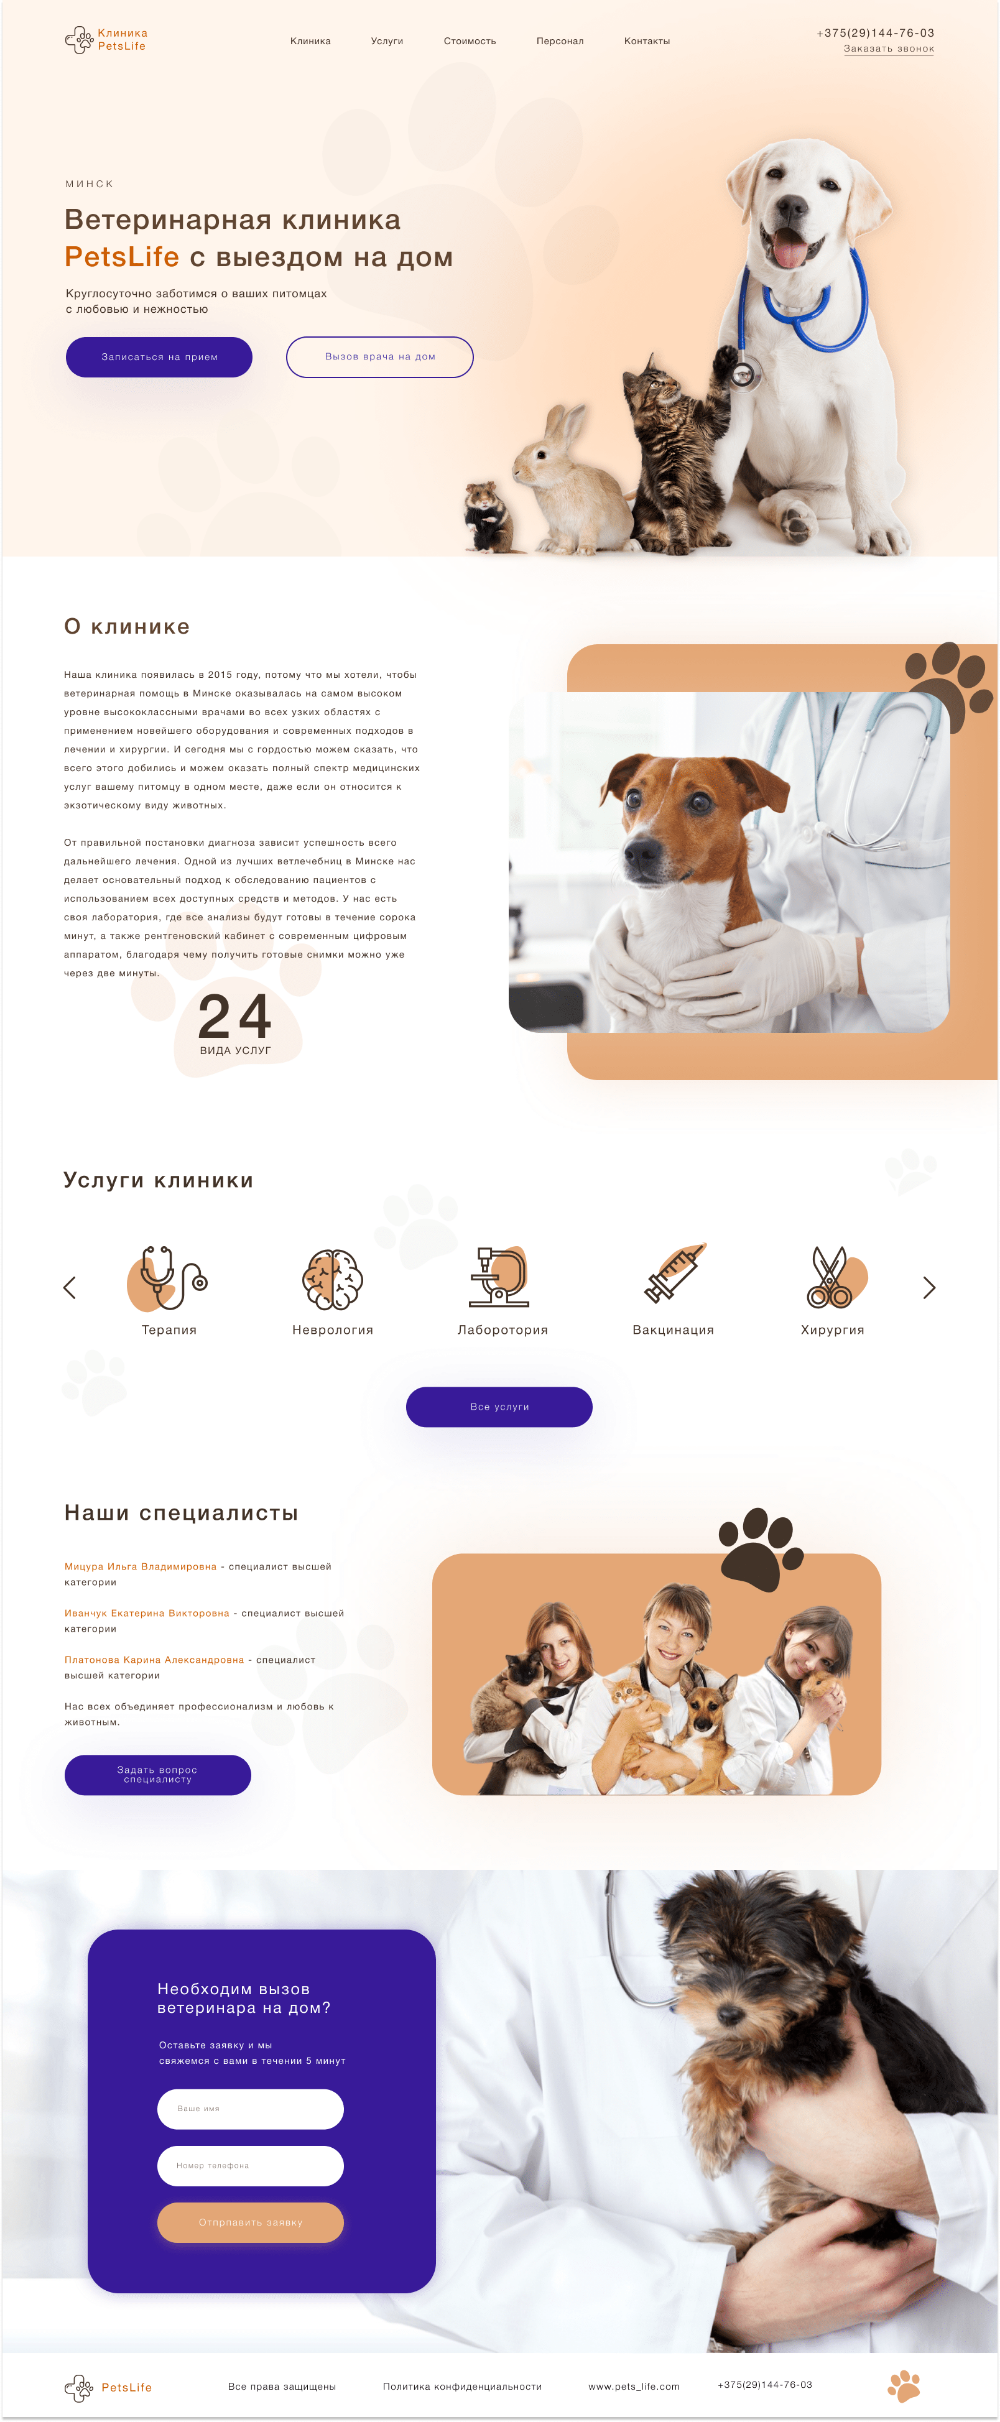 Клиника
PetsLife
Клиника
Услуги
Стоимость
Персонал
Контакты
+375(29)144-76-03
Заказать звонок
МИНСК
Ветеринарная клиника
PetsLife с выездом на дом
Круглосуточно заботимся о ваших питомцах
с любовью и нежностью
Записаться на прием
Вызов врача на дом
О клинике
Наша клиника появилась в 2015 году, потому что мы хотели, чтобы
ветеринарная помощь в Минске оказывалась на самом высоком
уровне высококлассными врачами во всех узких областях с
применением новейшего оборудования и современных подходов в
лечении и хирургии. И сегодня мы с гордостью можем сказать, что
всего этого добились и можем оказать полный спектр медицинских
услуг вашему питомцу в одном месте, даже если он относится к
экзотическому виду животных.
От правильной постановки диагноза зависит успешность всего
дальнейшего лечения. Одной из лучших ветлечебниц в Минске нас
делает основательный подход к обследованию пациентов с
использованием всех доступных средств и методов. У нас есть
своя лаборатория, где все анализы будут готовы в течение сорока
минут, а также рентгеновский кабинет с современным цифровым
аппаратом, благодаря чему получить готовые снимки можно уже
через две минуты.
24
ВИДА УСЛУГ
Услуги клиники
Терапия
Неврология
Лаборотория
Вакцинация
Хирургия
Все услуги
Наши специалисты
Мицура Ильга Владимировна - специалист высшей
категории
Иванчук Екатерина Викторовна - специалист высшей
категории
Платонова Карина Александровна - специалист
высшей категории
Нас всех объединяет профессионализм и любовь к
животным.
Задать вопрос
специалисту
Необходим вызов
ветеринара на дом?
Оставьте заявку и мы
свяжемся с вами в течении 5 минут
Ваше имя
Номер телефона
Отпрпавить заявку
PetsLife
Все права защищены
Политика конфиденциальности
www.pets_life.com
+375(29)144-76-03